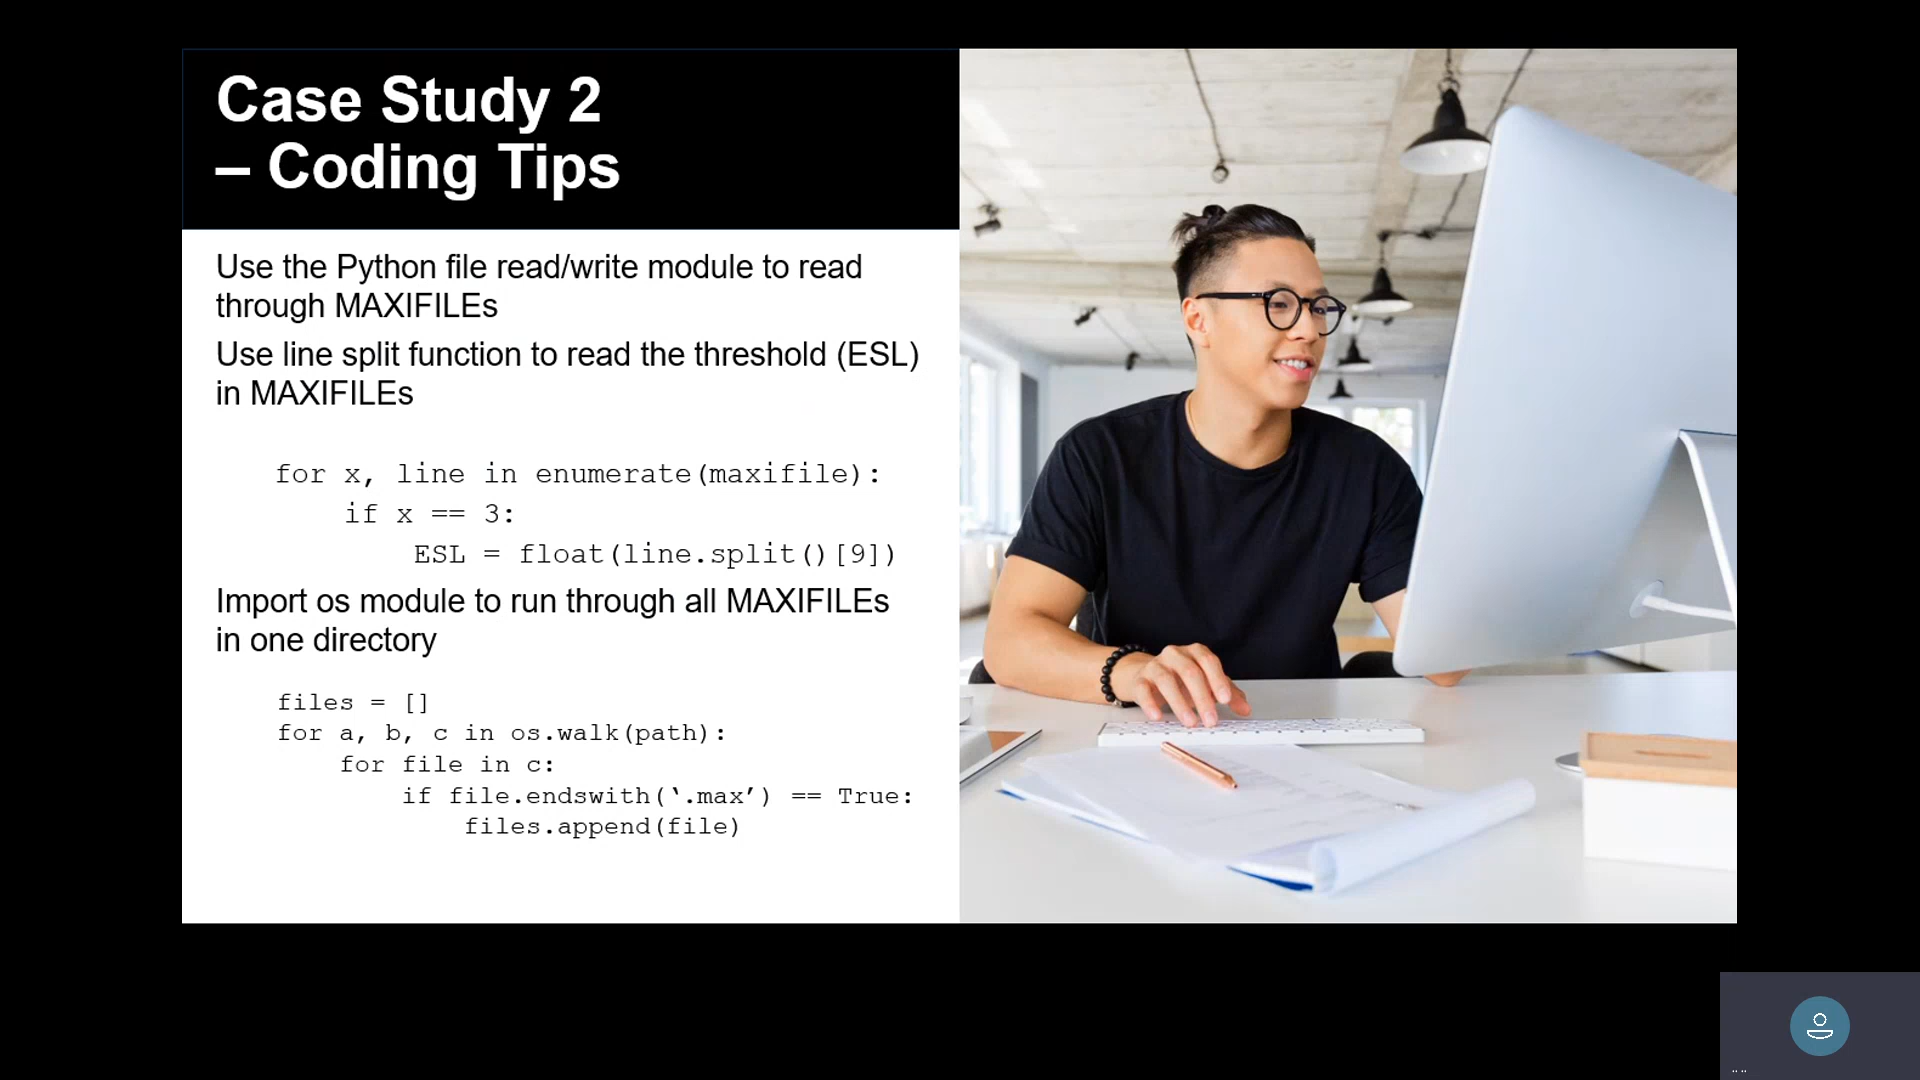 Case Study 2
– Coding Tips
Use the Python file read/write module to read
through MAXIFILEs
Use line split function to read the threshold (ESL)
in MAXIFILEs
for x, line in enumerate(maxifile):
    if x == 3:
        ESL = float(line.split()[9])
Import os module to run through all MAXIFILEs
in one directory
files = []
for a, b, c in os.walk(path):
    for file in c:
        if file.endswith(‘.max’) == True:
            files.append(file)